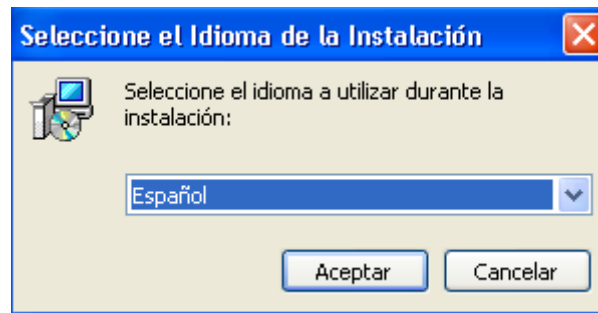 Seleccione el Idioma de la Instalación
Seleccione el idioma a utilizar durante la
instalación:
Español
Aceptar
Cancelar